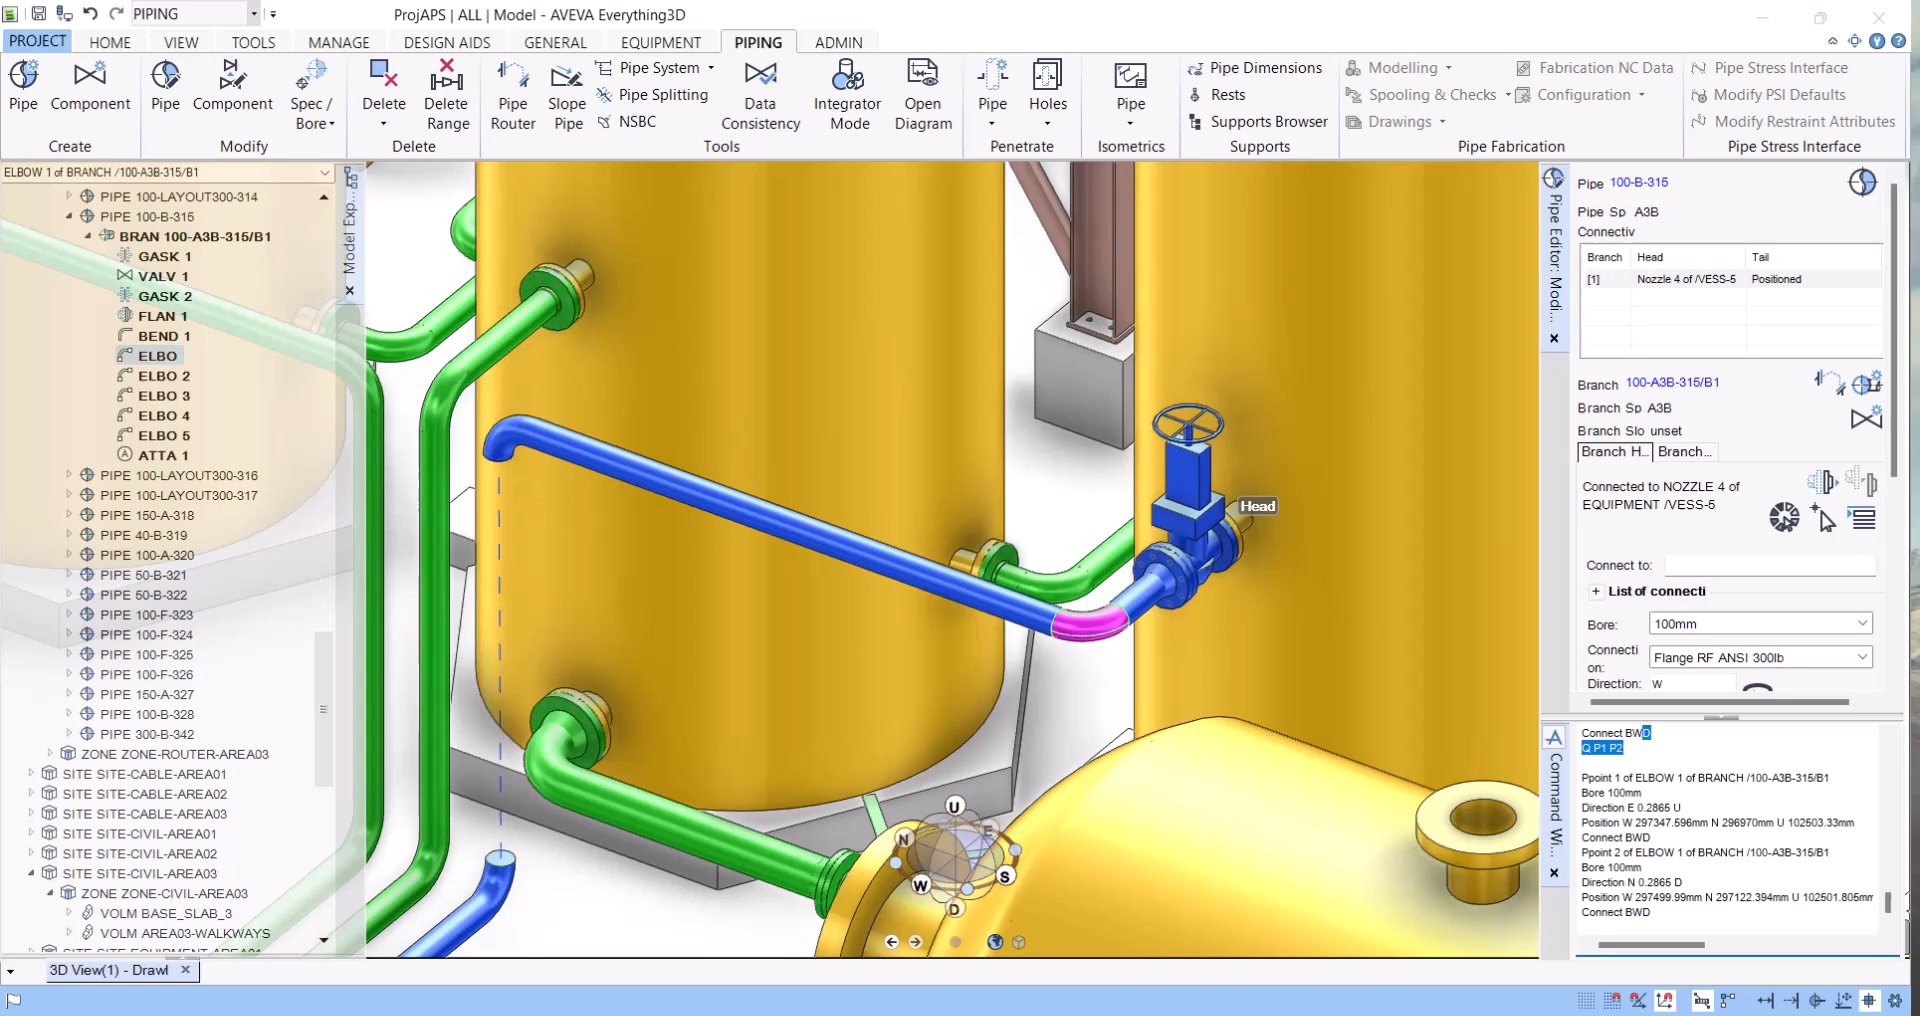 PIPING
ProjAPS | ALL | Model - AVEVA Everything3D
PROJECT HOME VIEW TOOLS MANAGE DESIGN AIDS GENERAL EQUIPMENT PIPING ADMIN
Pipe Component
Create
Pipe Component Spec / Bore
Modify
Delete Delete Range
Delete
Pipe Router Slope Pipe
Pipe System
Pipe Splitting
NSBC
Data Consistency Integrator Mode Open Diagram
Tools
Pipe Holes
Penetrate
Pipe
Isometrics
Pipe Dimensions
Rests
Supports Browser
Supports
Modelling Fabrication NC Data
Spooling & Checks Configuration
Drawings
Pipe Fabrication
Pipe Stress Interface
Modify PSI Defaults
Modify Restraint Attributes
Pipe Stress Interface
ELBOW 1 of BRANCH /100-A3B-315/B1
PIPE 100-LAYOUT300-314
PIPE 100-B-315
BRAN 100-A3B-315/B1
GASK 1
VALV 1
GASK 2
FLAN 1
BEND 1
ELBO
ELBO 2
ELBO 3
ELBO 4
ELBO 5
ATTA 1
PIPE 100-LAYOUT300-316
PIPE 100-LAYOUT300-317
PIPE 150-A-318
PIPE 40-B-319
PIPE 100-A-320
PIPE 50-B-321
PIPE 50-B-322
PIPE 100-F-323
PIPE 100-F-324
PIPE 100-F-325
PIPE 100-F-326
PIPE 150-A-327
PIPE 100-B-328
PIPE 300-B-342
ZONE ZONE-ROUTER-AREA03
SITE SITE-CABLE-AREA01
SITE SITE-CABLE-AREA02
SITE SITE-CABLE-AREA03
SITE SITE-CIVIL-AREA01
SITE SITE-CIVIL-AREA02
SITE SITE-CIVIL-AREA03
ZONE ZONE-CIVIL-AREA03
VOLM BASE_SLAB_3
VOLM AREA03-WALKWAYS
Model Exp...
Head
U
N
E
W
S
D
Pipe Editor: Modi...
Pipe 100-B-315
Pipe Sp A3B
Connectiv
Branch Head Tail
[1] Nozzle 4 of /VESS-5 Positioned
Branch 100-A3B-315/B1
Branch Sp A3B
Branch Slo unset
Branch H... Branch...
Connected to NOZZLE 4 of
EQUIPMENT /VESS-5
Connect to:
+ List of connecti
Bore: 100mm
Connecti
on: Flange RF ANSI 300lb
Direction: W
Command Wi...
Connect BWD
Q P1 P2
Ppoint 1 of ELBOW 1 of BRANCH /100-A3B-315/B1
Bore 100mm
Direction E 0.2865 U
Position W 297347.596mm N 296970mm U 102503.33mm
Connect BWD
Ppoint 2 of ELBOW 1 of BRANCH /100-A3B-315/B1
Bore 100mm
Direction N 0.2865 D
Position W 297499.99mm N 297122.394mm U 102501.805mm
Connect BWD
3D View(1) - Drawl